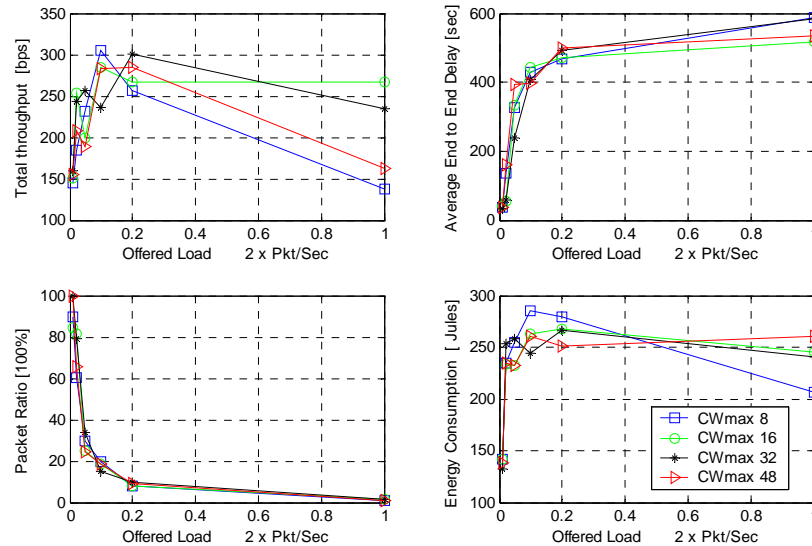 Total throughput [bps]
350
300
250
200
150
100
0 0.2 0.4 0.6 0.8 1
Offered Load 2 x Pkt/Sec
Average End to End Delay [sec]
600
400
200
0
0 0.2 0.4 0.6 0.8 1
Offered Load 2 x Pkt/Sec
Packet Ratio [100%]
100
80
60
40
20
0
0 0.2 0.4 0.6 0.8 1
Offered Load 2 x Pkt/Sec
Energy Consumption [Jules]
300
250
200
150
100
0 0.2 0.4 0.6 0.8 1
Offered Load 2 x Pkt/Sec
CWmax 8
CWmax 16
CWmax 32
CWmax 48